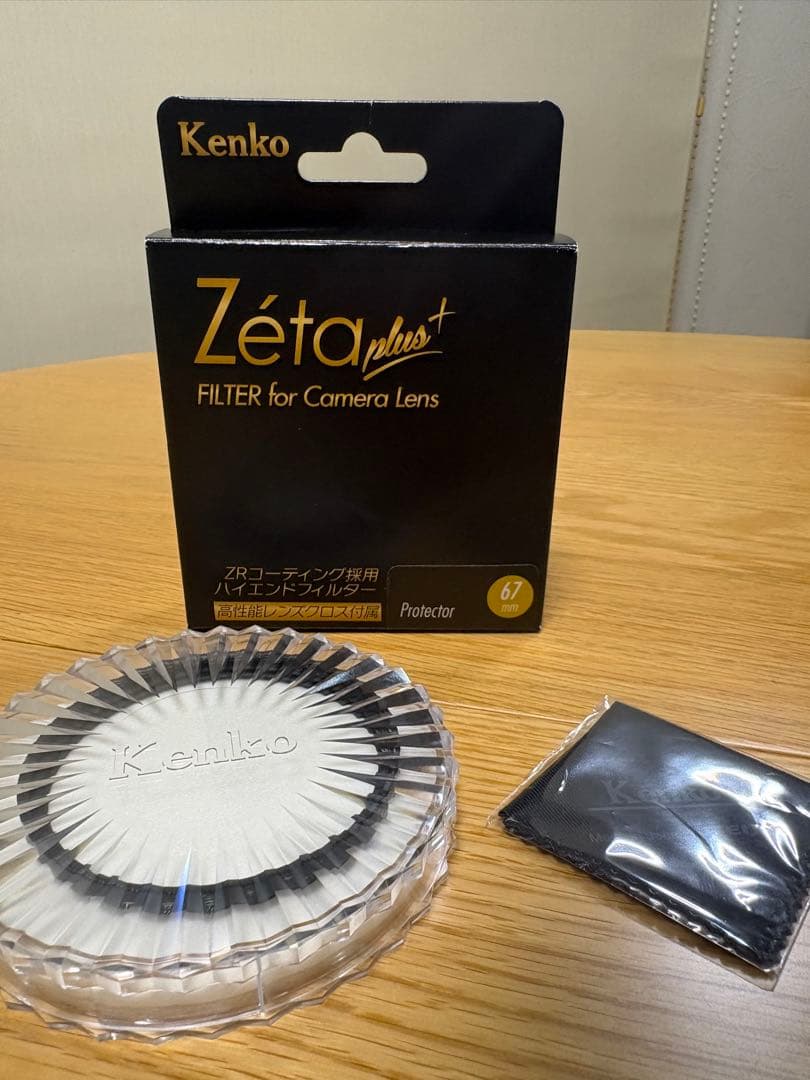 Kenko
Zéta plus+
FILTER for Camera Lens
ZRコーティング採用
ハイエンドフィルター
高性能レンズクロス付属
Protector
67
mm
Kenko
Kenko